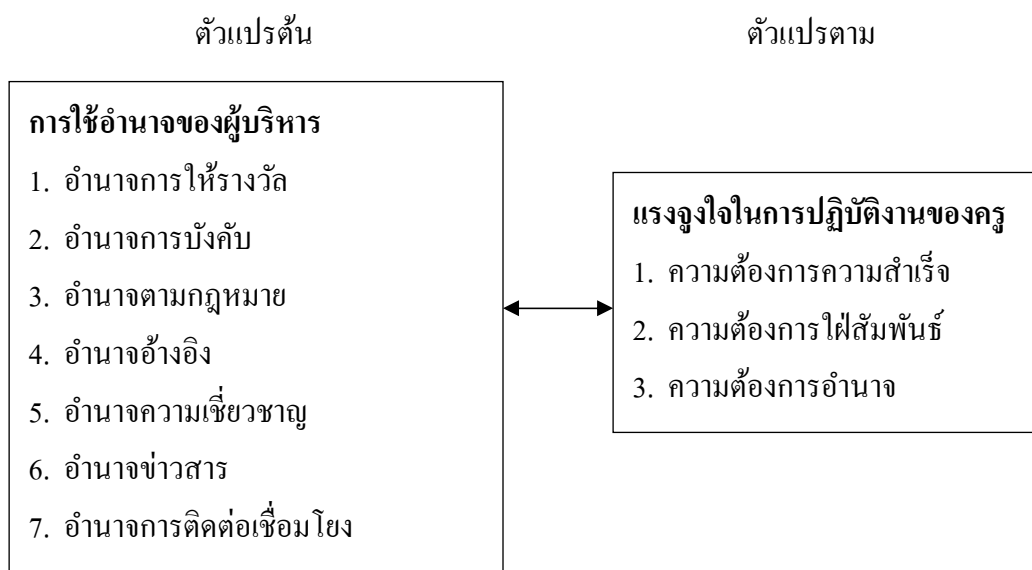 ตัวแปรต้น
ตัวแปรตาม
การใช้อำนาจของผู้บริหาร
1. อำนาจการให้รางวัล
2. อำนาจการบังคับ
3. อำนาจตามกฎหมาย
4. อำนาจอ้างอิง
5. อำนาจความเชี่ยวชาญ
6. อำนาจข่าวสาร
7. อำนาจการติดต่อเชื่อมโยง
แรงจูงใจในการปฏิบัติงานของครู
1. ความต้องการความสำเร็จ
2. ความต้องการใฝ่สัมพันธ์
3. ความต้องการอำนาจ